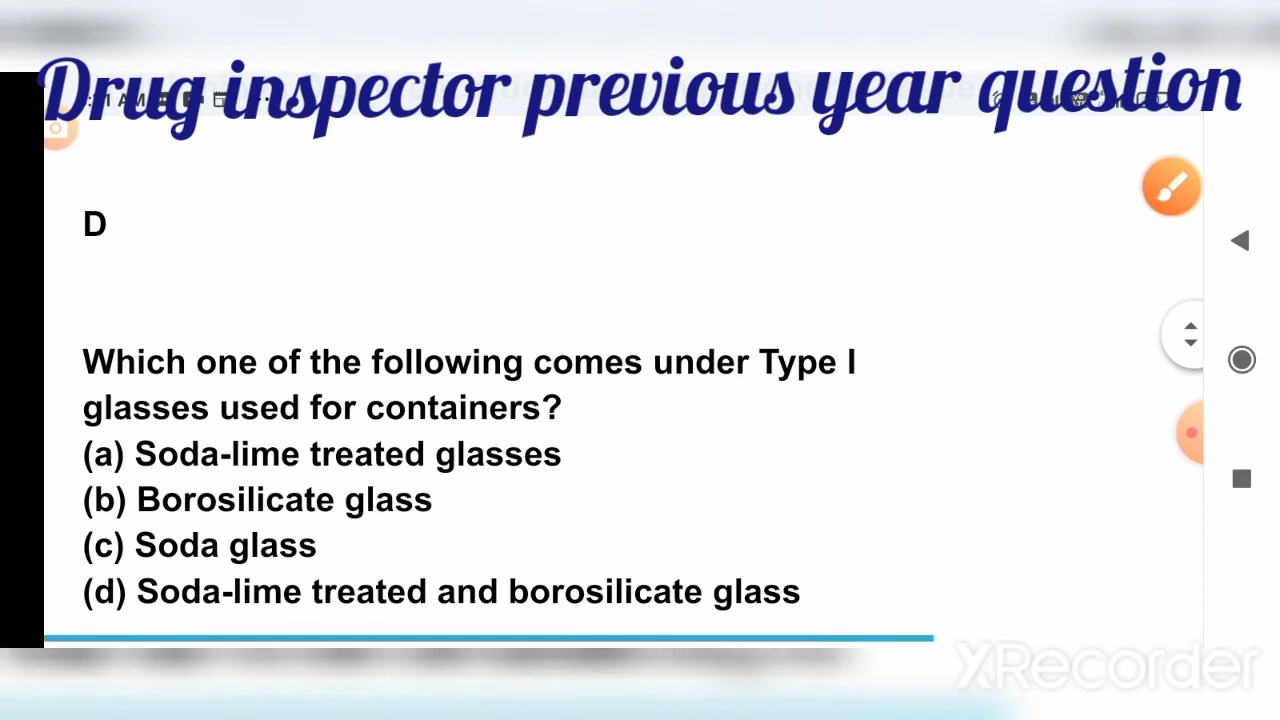 Drug inspector previous year question
D
Which one of the following comes under Type I
glasses used for containers?
(a) Soda-lime treated glasses
(b) Borosilicate glass
(c) Soda glass
(d) Soda-lime treated and borosilicate glass
XRecorder